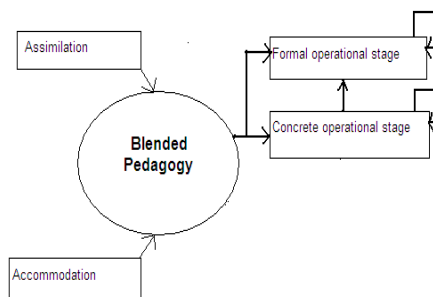 Assimilation
Formal operational stage
Concrete operational stage
Blended
Pedagogy
Accommodation